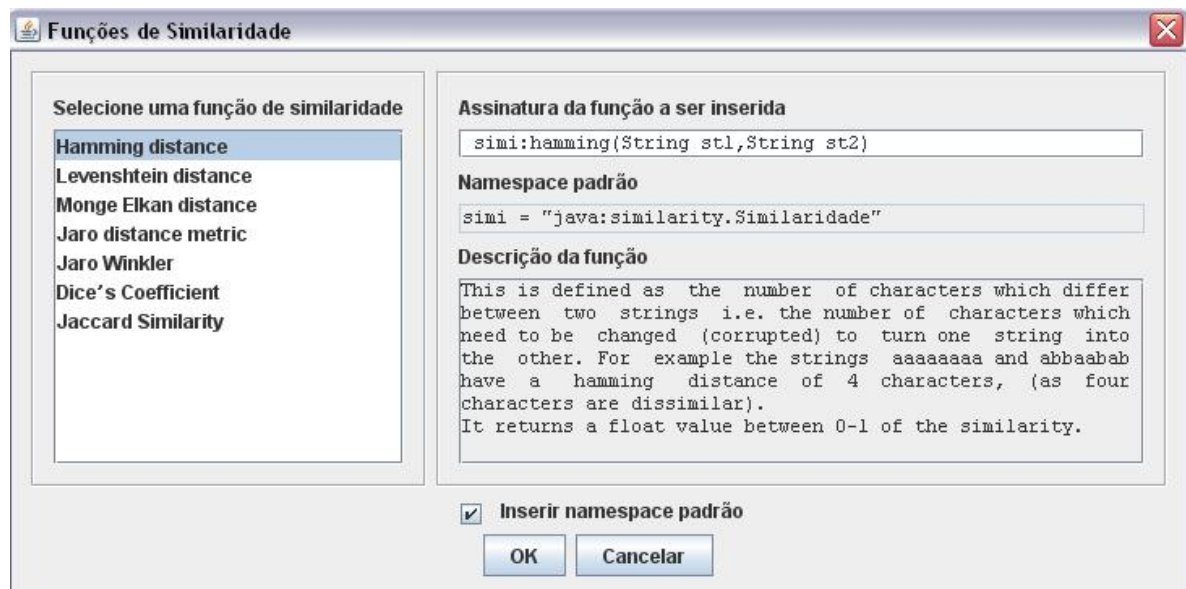 Funções de Similaridade
Selecione uma função de similaridade
Hamming distance
Levenshtein distance
Monge Elkan distance
Jaro distance metric
Jaro Winkler
Dice's Coefficient
Jaccard Similarity
Assinatura da função a ser inserida
simi:hamming(String st1,String st2)
Namespace padrão
simi = "java:similarity.Similaridade"
Descrição da função
This is defined as the number of characters which differ
between two strings i.e. the number of characters which
need to be changed (corrupted) to turn one string into
the other. For example the strings aaaaaaaa and abbaabab
have a hamming distance of 4 characters, (as four
characters are dissimilar).
It returns a float value between 0-1 of the similarity.
Inserir namespace padrão
OK
Cancelar